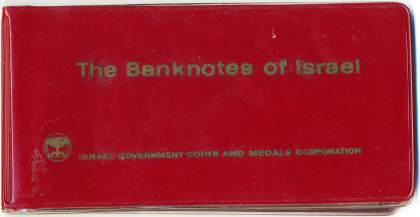 The Banknotes of Israel
ISRAEL GOVERNMENT COINS AND MEDALS CORPORATION